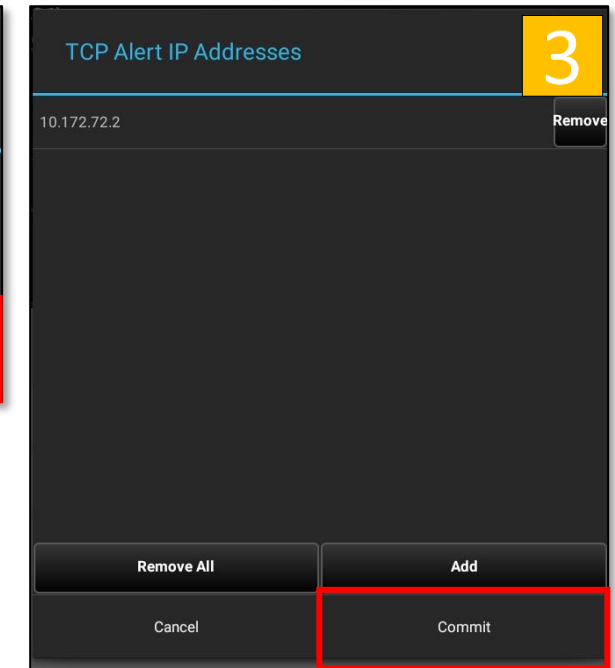 TCP Alert IP Addresses
3
10.172.72.2
Remove
Remove All
Add
Cancel
Commit